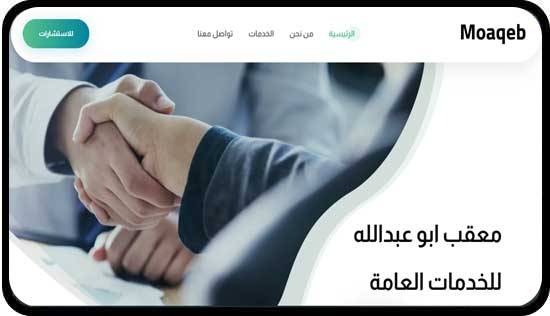 Moaqeb
الرئيسية
من نحن
الخدمات
تواصل معنا
للاستشارات
معقب ابو عبدالله
للخدمات العامة